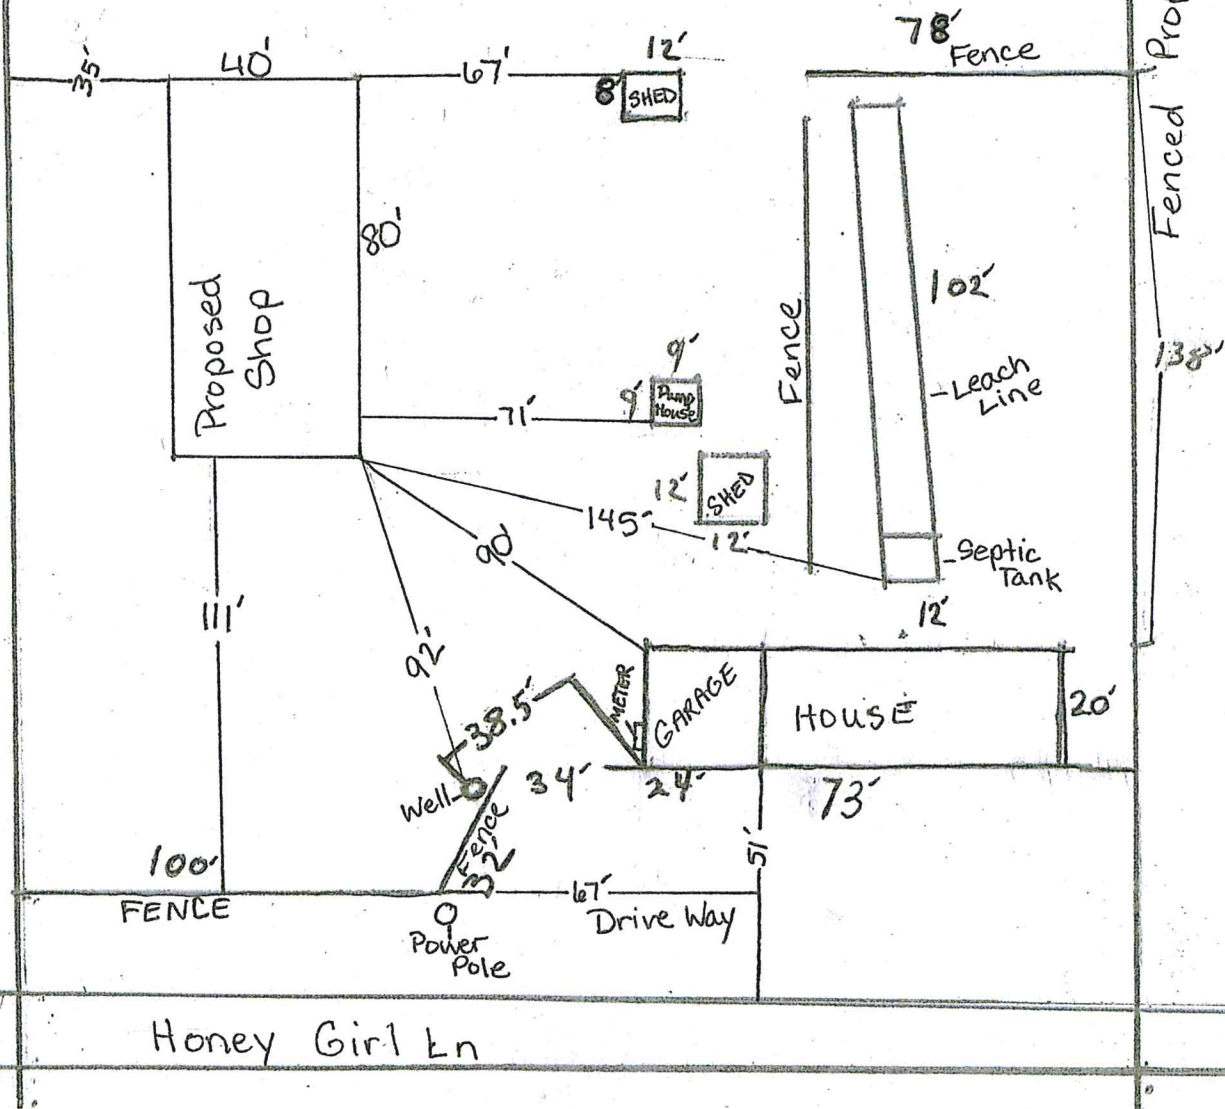 78'
Fence
12'
35'
40'
67'
8'
SHED
Fenced
80'
Proposed
Shop
Fence
102'
138'
Leach
Line
9'
9'
Pump
House
71'
12'
SHED
145'
12'
90'
Septic
Tank
12'
111'
92'
38.5'
METER
GARAGE
HOUSE
20'
Well
34'
24'
73'
Fence
32'
51'
100'
FENCE
67'
Drive Way
Power
Pole
Honey Girl Ln